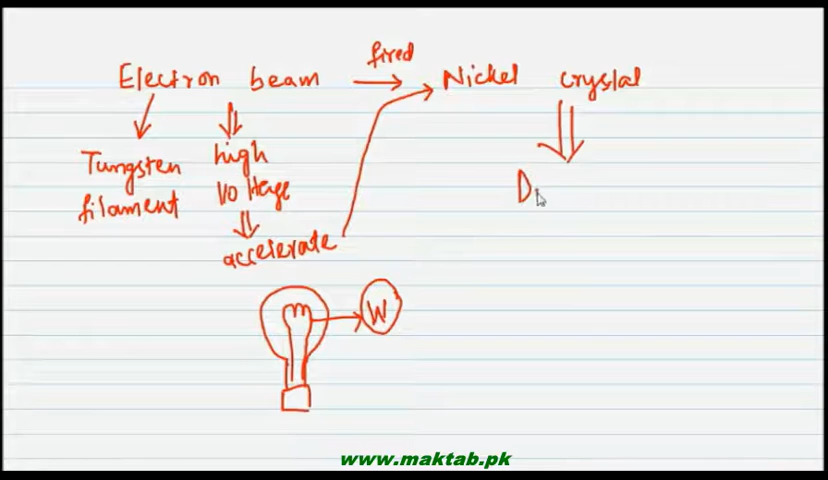 Electron beam fired Nickel crystal
Tungsten
filament
high
voltage
accelerate
D
W
www.maktab.pk